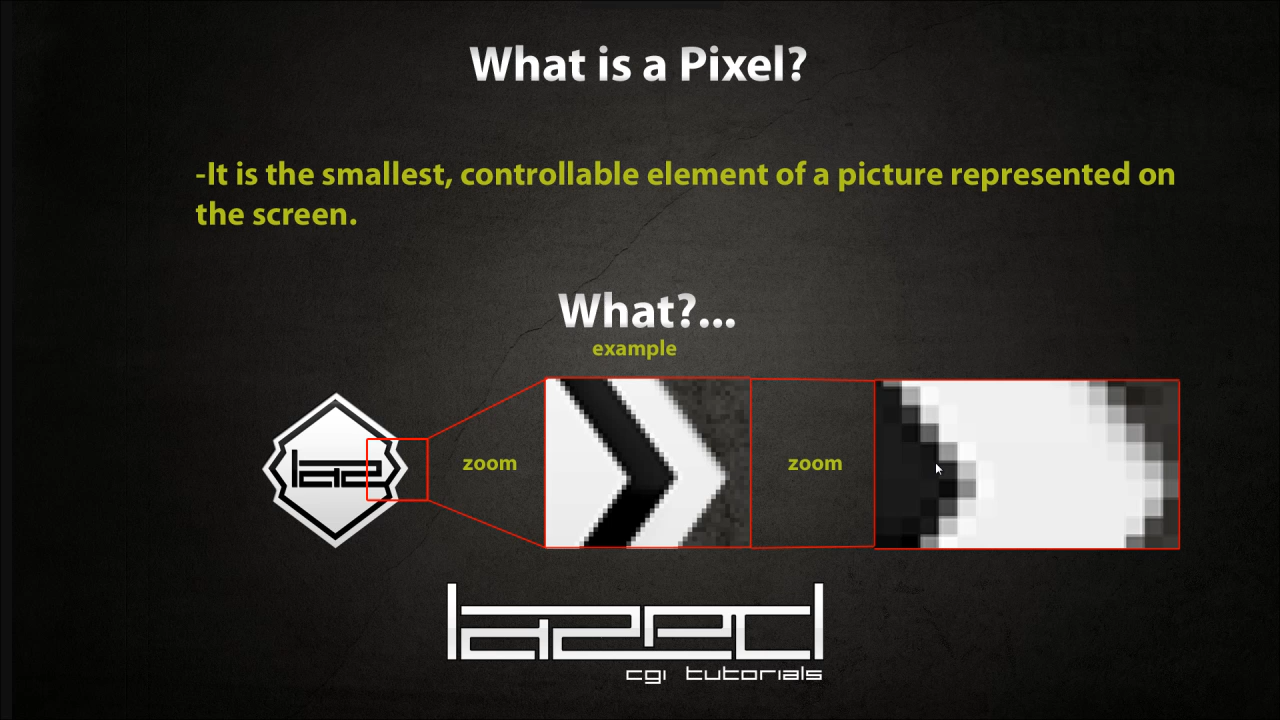 What is a Pixel?
-It is the smallest, controllable element of a picture represented on
the screen.
What?...
example
zoom
zoom
cgi tutorials